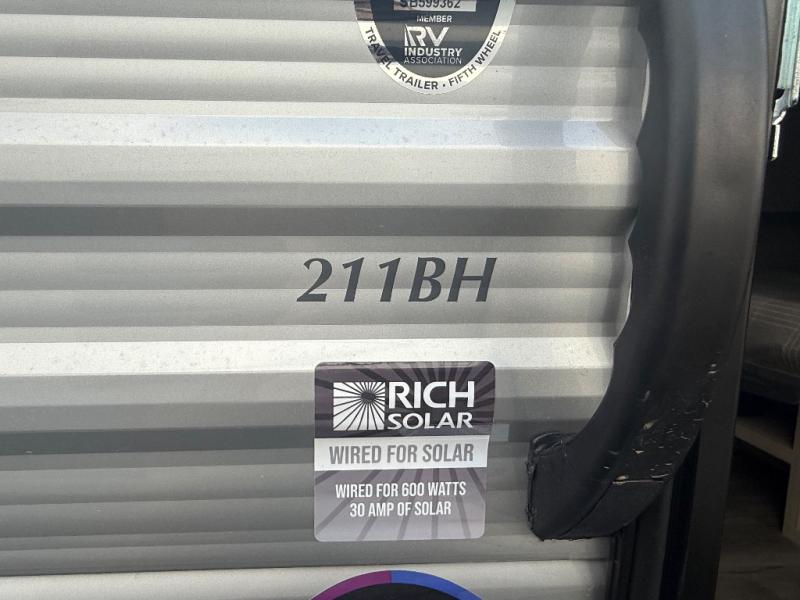 SB599362
MEMBER
RV
INDUSTRY
ASSOCIATION
TRAVEL TRAILER • FIFTH WHEEL
211BH
RICH
SOLAR
WIRED FOR SOLAR
WIRED FOR 600 WATTS
30 AMP OF SOLAR